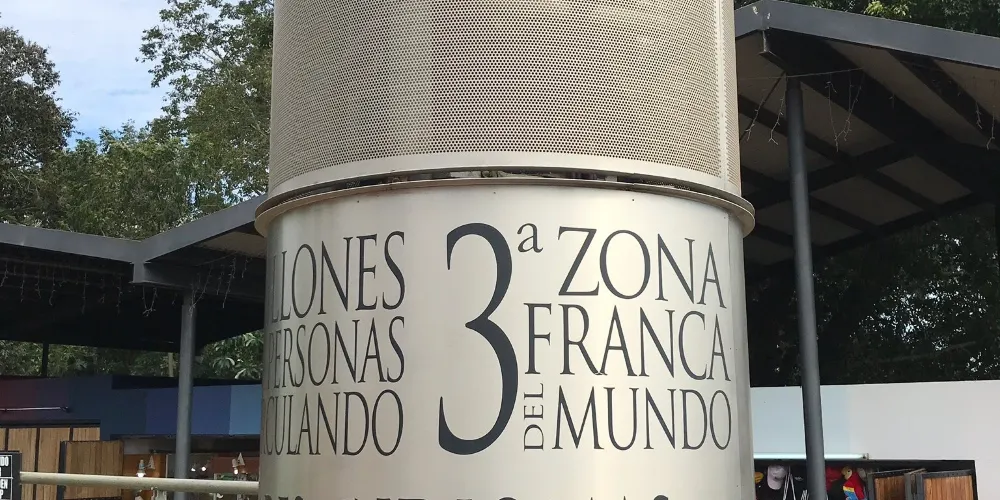 LLONES
PERSONAS
CULANDO
3ª ZONA
FRANCA
DEL MUNDO